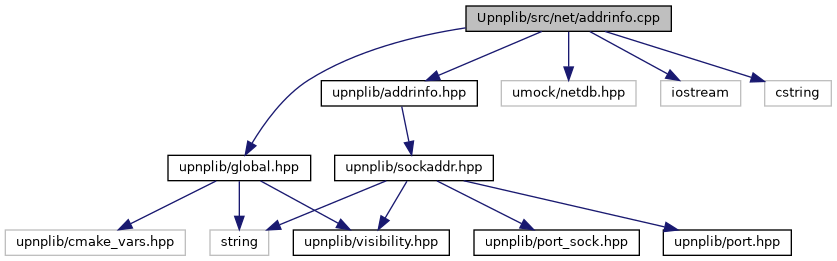 Upnplib/src/net/addrinfo.cpp
upnplib/addrinfo.hpp
umock/netdb.hpp
iostream
cstring
upnplib/global.hpp
upnplib/sockaddr.hpp
upnplib/cmake_vars.hpp
string
upnplib/visibility.hpp
upnplib/port_sock.hpp
upnplib/port.hpp